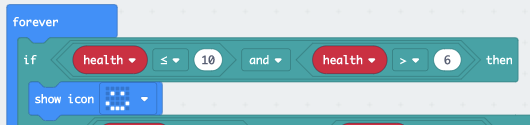 forever
if health ≤ 10 and health > 6 then
show icon